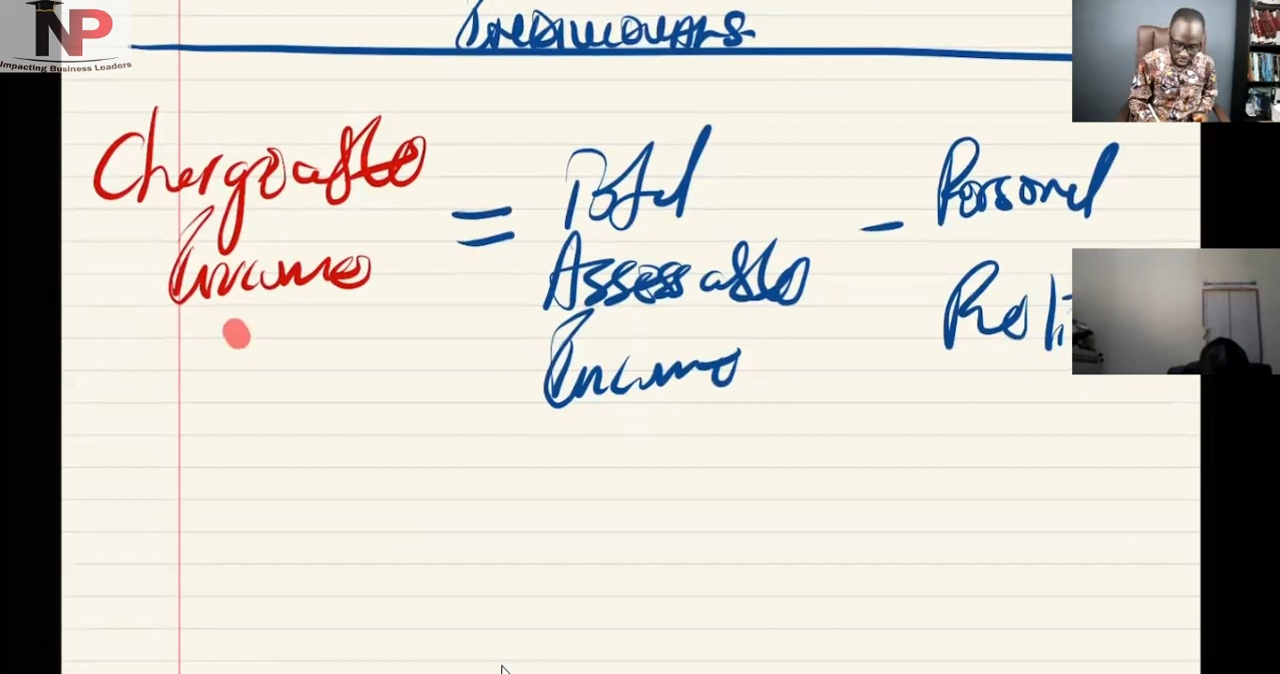 NP
Impacting Business Leaders
INDIVIDUALS
Chargeable
Income
=
Total
Assessable
Income
-
Personal
Reli